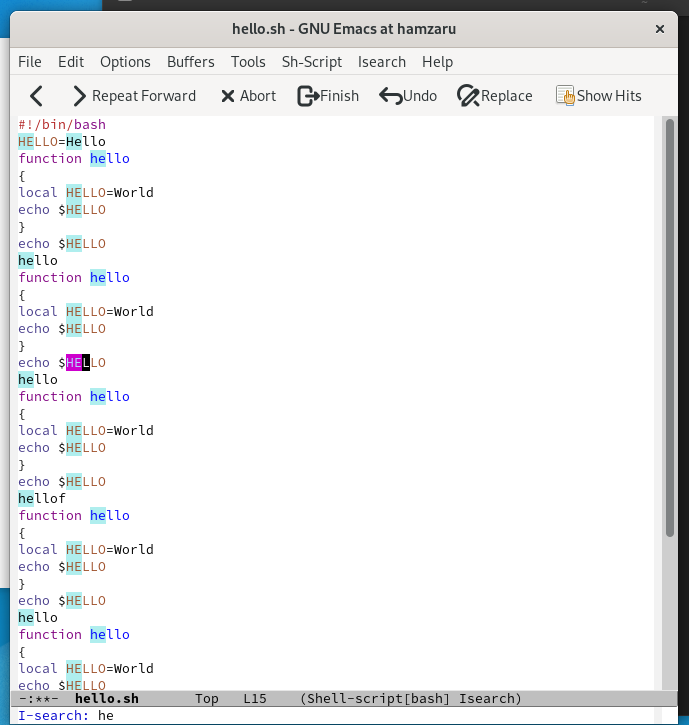 hello.sh - GNU Emacs at hamzaru ×
File Edit Options Buffers Tools Sh-Script Isearch Help
Repeat Forward Abort Finish Undo Replace Show Hits
#!/bin/bash
HELLO=Hello
function hello
{
local HELLO=World
echo $HELLO
}
echo $HELLO
hello
function hello
{
local HELLO=World
echo $HELLO
}
echo $HELLO
hello
function hello
{
local HELLO=World
echo $HELLO
}
echo $HELLO
hellof
function hello
{
local HELLO=World
echo $HELLO
}
echo $HELLO
hello
function hello
{
local HELLO=World
echo $HELLO
-:**- hello.sh Top L15 (Shell-script[bash] Isearch)
I-search: he